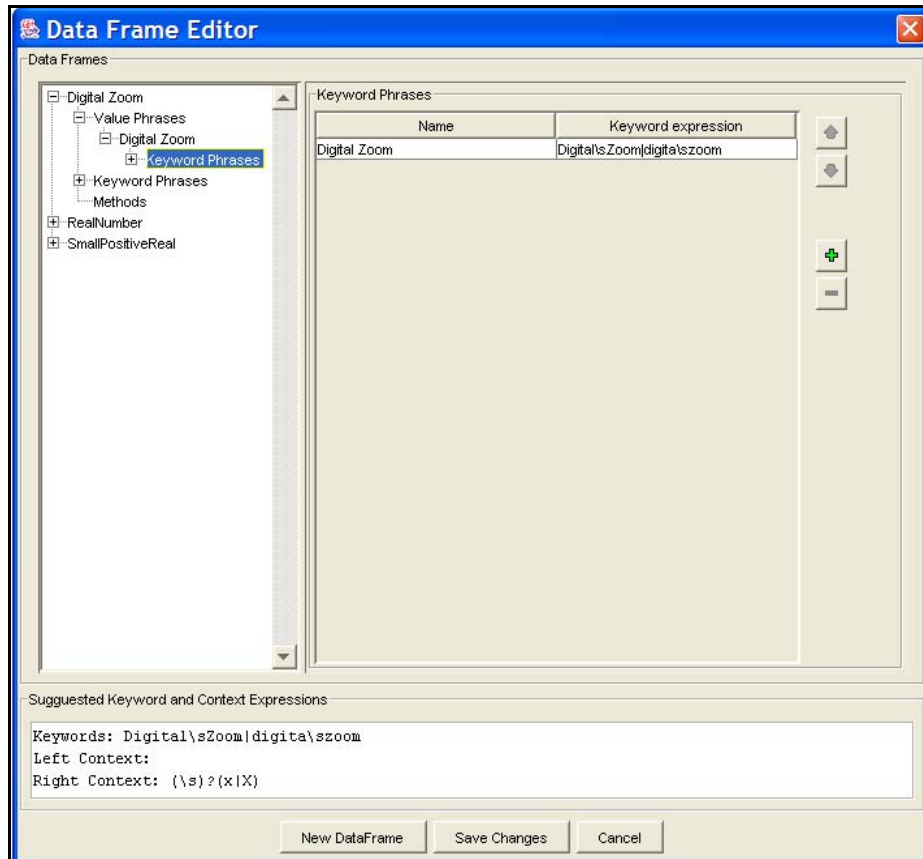 Data Frame Editor
Data Frames
Digital Zoom
Value Phrases
Digital Zoom
Keyword Phrases
Keyword Phrases
Methods
RealNumber
SmallPositiveReal
Keyword Phrases
Name Keyword expression
Digital Zoom Digital\sZoom|digita\szoom
Sugguested Keyword and Context Expressions
Keywords: Digital\sZoom|digita\szoom
Left Context:
Right Context: (\s)?(x|X)
New DataFrame Save Changes Cancel